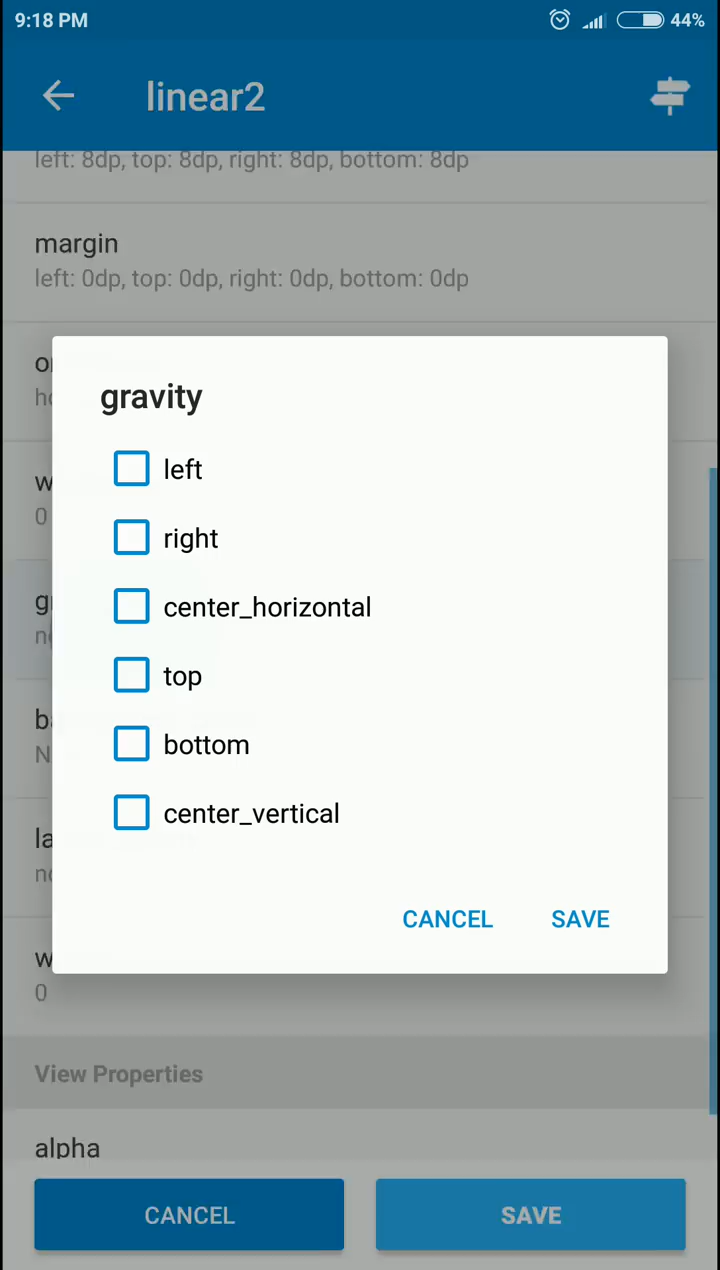 9:18 PM 44%
linear2
left: 8dp, top: 8dp, right: 8dp, bottom: 8dp
margin
left: 0dp, top: 0dp, right: 0dp, bottom: 0dp
gravity
left
right
center_horizontal
top
bottom
center_vertical
CANCEL SAVE
0
0
View Properties
alpha
CANCEL SAVE